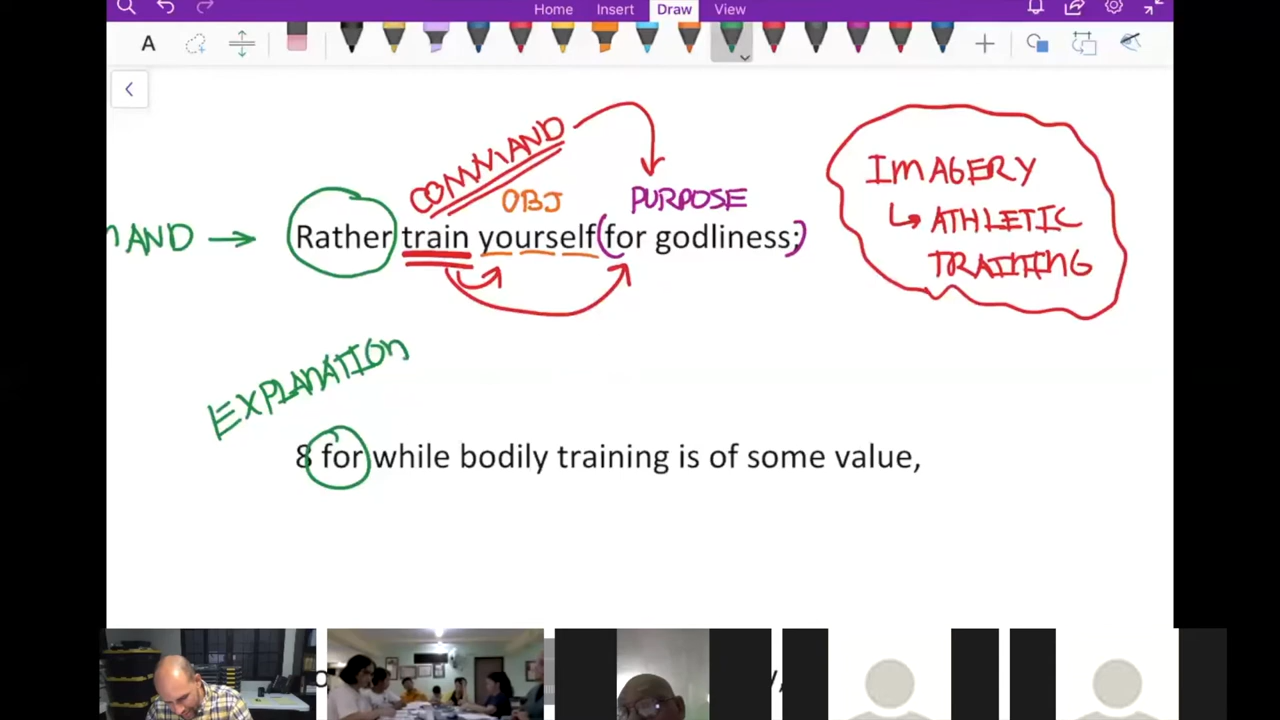 Home Insert Draw View
A
COMMAND
OBJ PURPOSE
Rather train yourself (for godliness;)
IMAGERY
↳ ATHLETIC
TRAINING
AND →
EXPLANATION
8 for while bodily training is of some value,